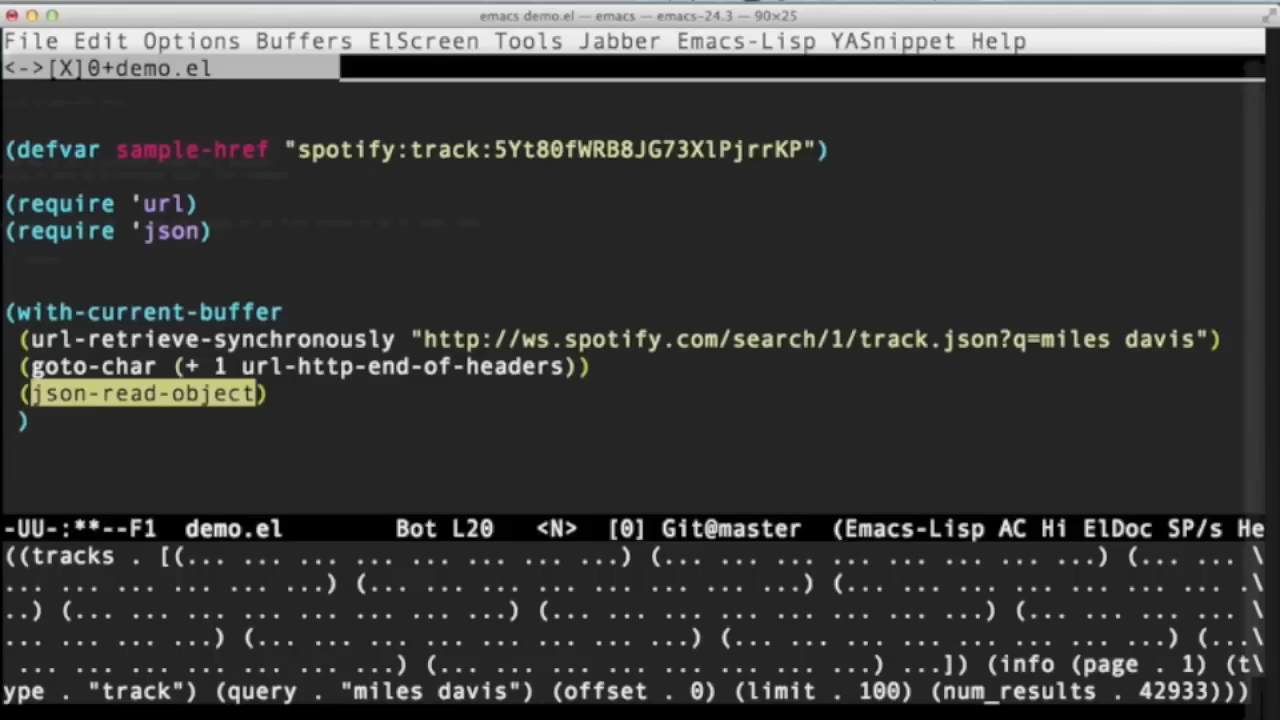 emacs demo.el — emacs — emacs-24.3 — 90×25
File Edit Options Buffers ElScreen Tools Jabber Emacs-Lisp YASnippet Help
<->[X]0+demo.el
(defvar sample-href "spotify:track:5Yt80fWRB8JG73XlPjrrKP")
(require 'url)
(require 'json)
(with-current-buffer
(url-retrieve-synchronously "http://ws.spotify.com/search/1/track.json?q=miles davis")
(goto-char (+ 1 url-http-end-of-headers))
(json-read-object)
)
-UU-:**--F1 demo.el Bot L20 <N> [0] Git@master (Emacs-Lisp AC Hi ElDoc SP/s He
((tracks . [(... ... ... ... ... ... ... ...) (... ... ... ... ... ... ... ...) (... ... \
... ... ... ... ... ...) (... ... ... ... ... ... ... ...) (... ... ... ... ... ... ... .\
..) (... ... ... ... ... ... ... ...) (... ... ... ... ... ... ... ...) (... ... ... ... \
... ... ... ...) (... ... ... ... ... ... ... ...) (... ... ... ... ... ... ... ...) (...\
... ... ... ... ... ... ...) (... ... ... ... ... ... ... ...) ...]) (info (page . 1) (t\
ype . "track") (query . "miles davis") (offset . 0) (limit . 100) (num_results . 42933)))